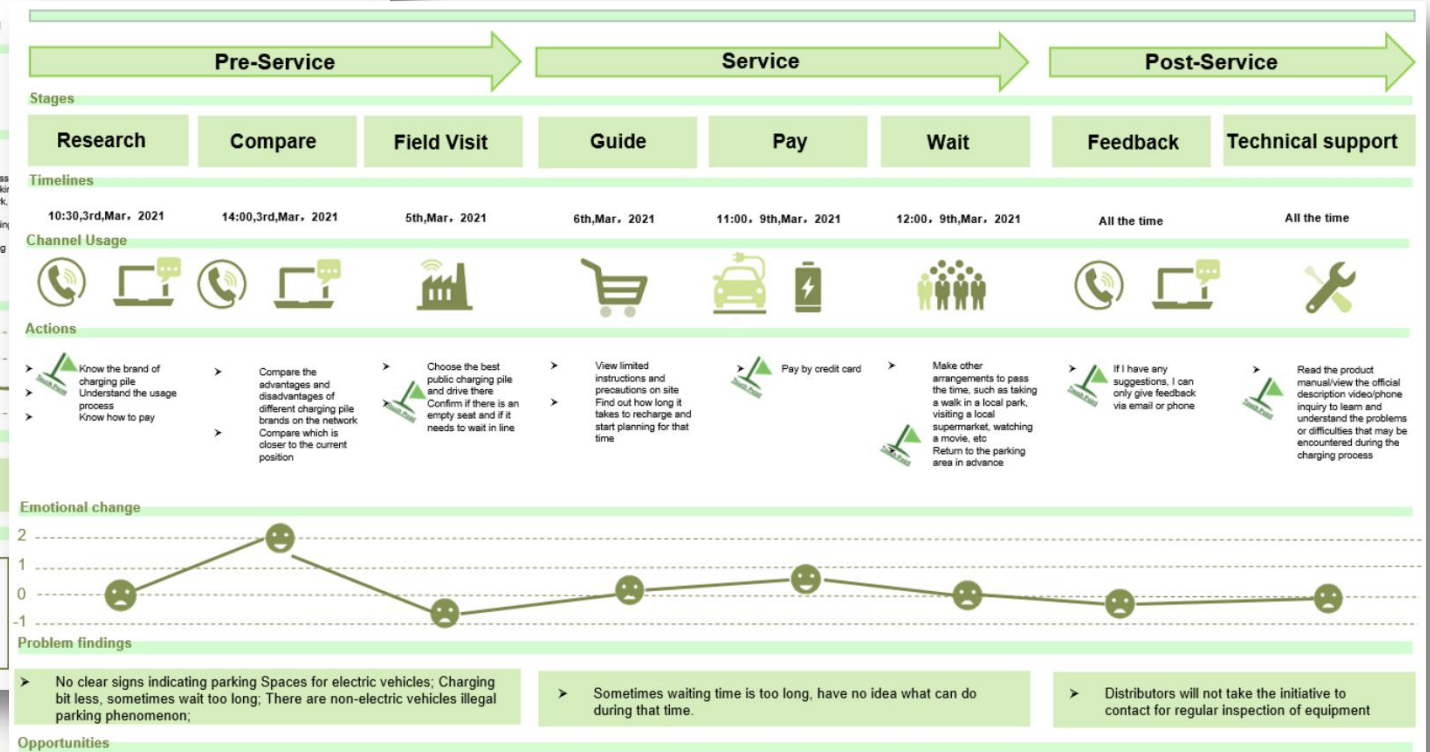 Pre-Service
Service
Post-Service
Stages
Research
Compare
Field Visit
Guide
Pay
Wait
Feedback
Technical support
Timelines
10:30,3rd,Mar，2021
14:00,3rd,Mar，2021
5th,Mar，2021
6th,Mar，2021
11:00，9th,Mar，2021
12:00，9th,Mar，2021
All the time
All the time
Channel Usage
Actions
Know the brand of
charging pile
Understand the usage
process
Know how to pay
Touch Point
Compare the
advantages and
disadvantages of
different charging pile
brands on the network
Compare which is
closer to the current
position
Choose the best
public charging pile
and drive there
Confirm if there is an
empty seat and if it
needs to wait in line
Touch Point
View limited
instructions and
precautions on site
Find out how long it
takes to recharge and
start planning for that
time
Pay by credit card
Touch Point
Make other
arrangements to pass
the time, such as taking
a walk in a local park,
visiting a local
supermarket, watching
a movie, etc
Return to the parking
area in advance
Touch Point
If I have any
suggestions, I can
only give feedback
via email or phone
Touch Point
Read the product
manual/view the official
description video/phone
inquiry to learn and
understand the problems
or difficulties that may be
encountered during the
charging process
Touch Point
Emotional change
2
1
0
-1
Problem findings
No clear signs indicating parking Spaces for electric vehicles; Charging
bit less, sometimes wait too long; There are non-electric vehicles illegal
parking phenomenon;
Sometimes waiting time is too long, have no idea what can do
during that time.
Distributors will not take the initiative to
contact for regular inspection of equipment
Opportunities